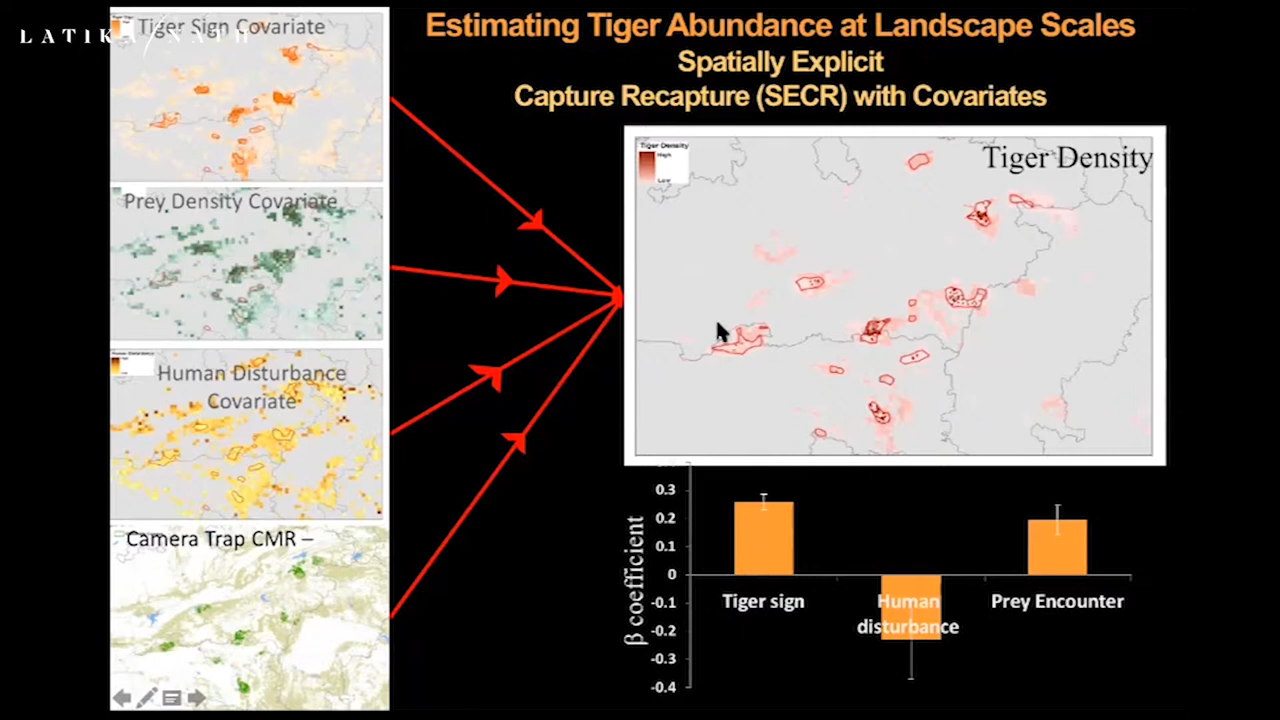 LATIKA NATH
Tiger Sign Covariate
Prey Density Covariate
Human Disturbance
Covariate
Camera Trap CMR –
Estimating Tiger Abundance at Landscape Scales
Spatially Explicit
Capture Recapture (SECR) with Covariates
Tiger Density
High
Low
Tiger Density
β coefficient
0.3
0.2
0.1
0
-0.1
-0.2
-0.3
-0.4
Tiger sign
Human
disturbance
Prey Encounter